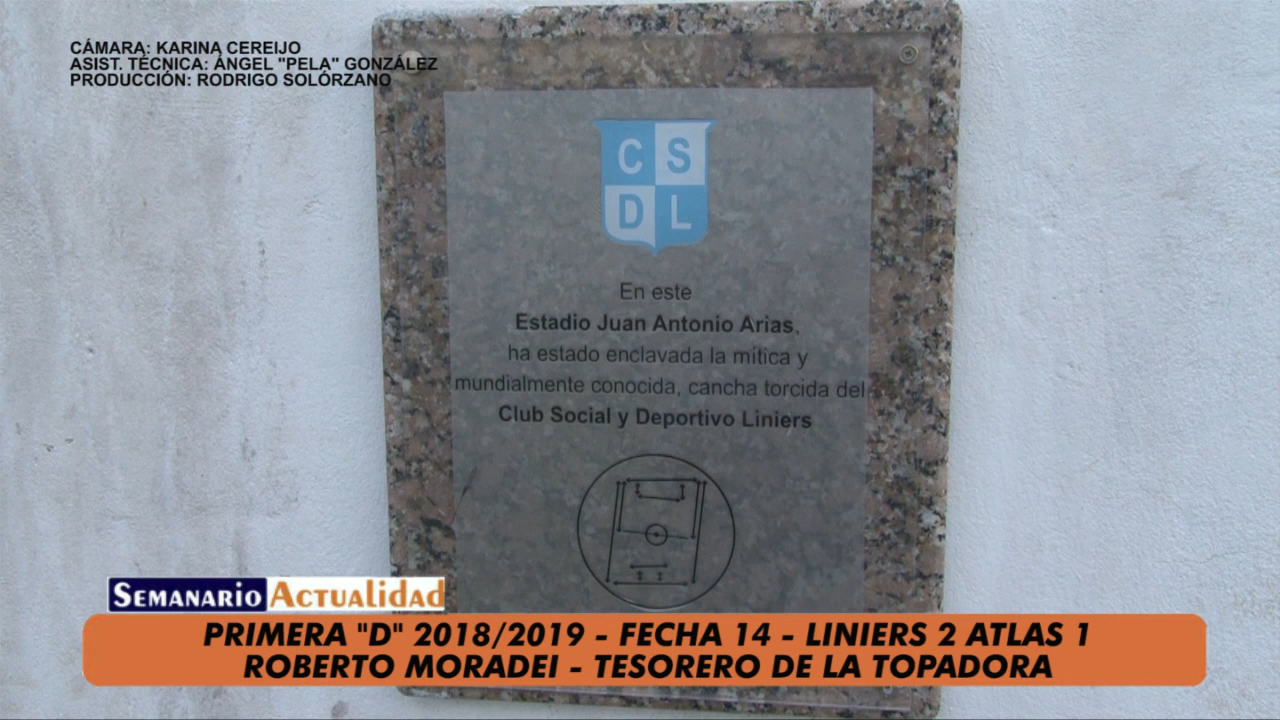 CÁMARA: KARINA CEREIJO
ASIST. TÉCNICA: ÁNGEL "PELA" GONZÁLEZ
PRODUCCIÓN: RODRIGO SOLÓRZANO
C S
D L
En este
Estadio Juan Antonio Arias,
ha estado enclavada la mítica y
mundialmente conocida, cancha torcida del
Club Social y Deportivo Liniers
SEMANARIO ACTUALIDAD
PRIMERA "D" 2018/2019 - FECHA 14 - LINIERS 2 ATLAS 1
ROBERTO MORADEI - TESORERO DE LA TOPADORA